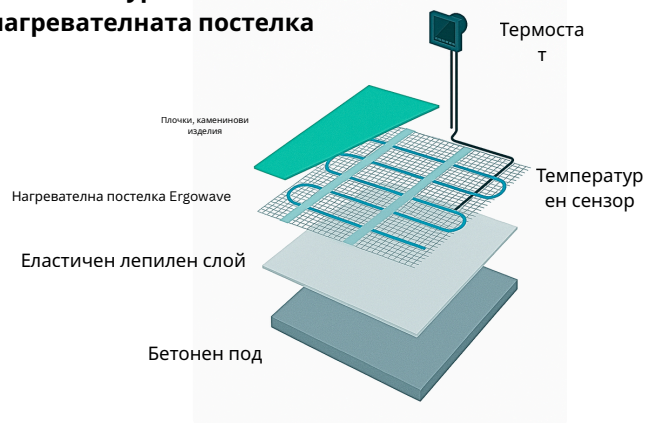 нагревателната постелка
Термоста
т
Плочки, каменинови
изделия
Температур
ен сензор
Нагревателна постелка Ergowave
Еластичен лепилен слой
Бетонен под